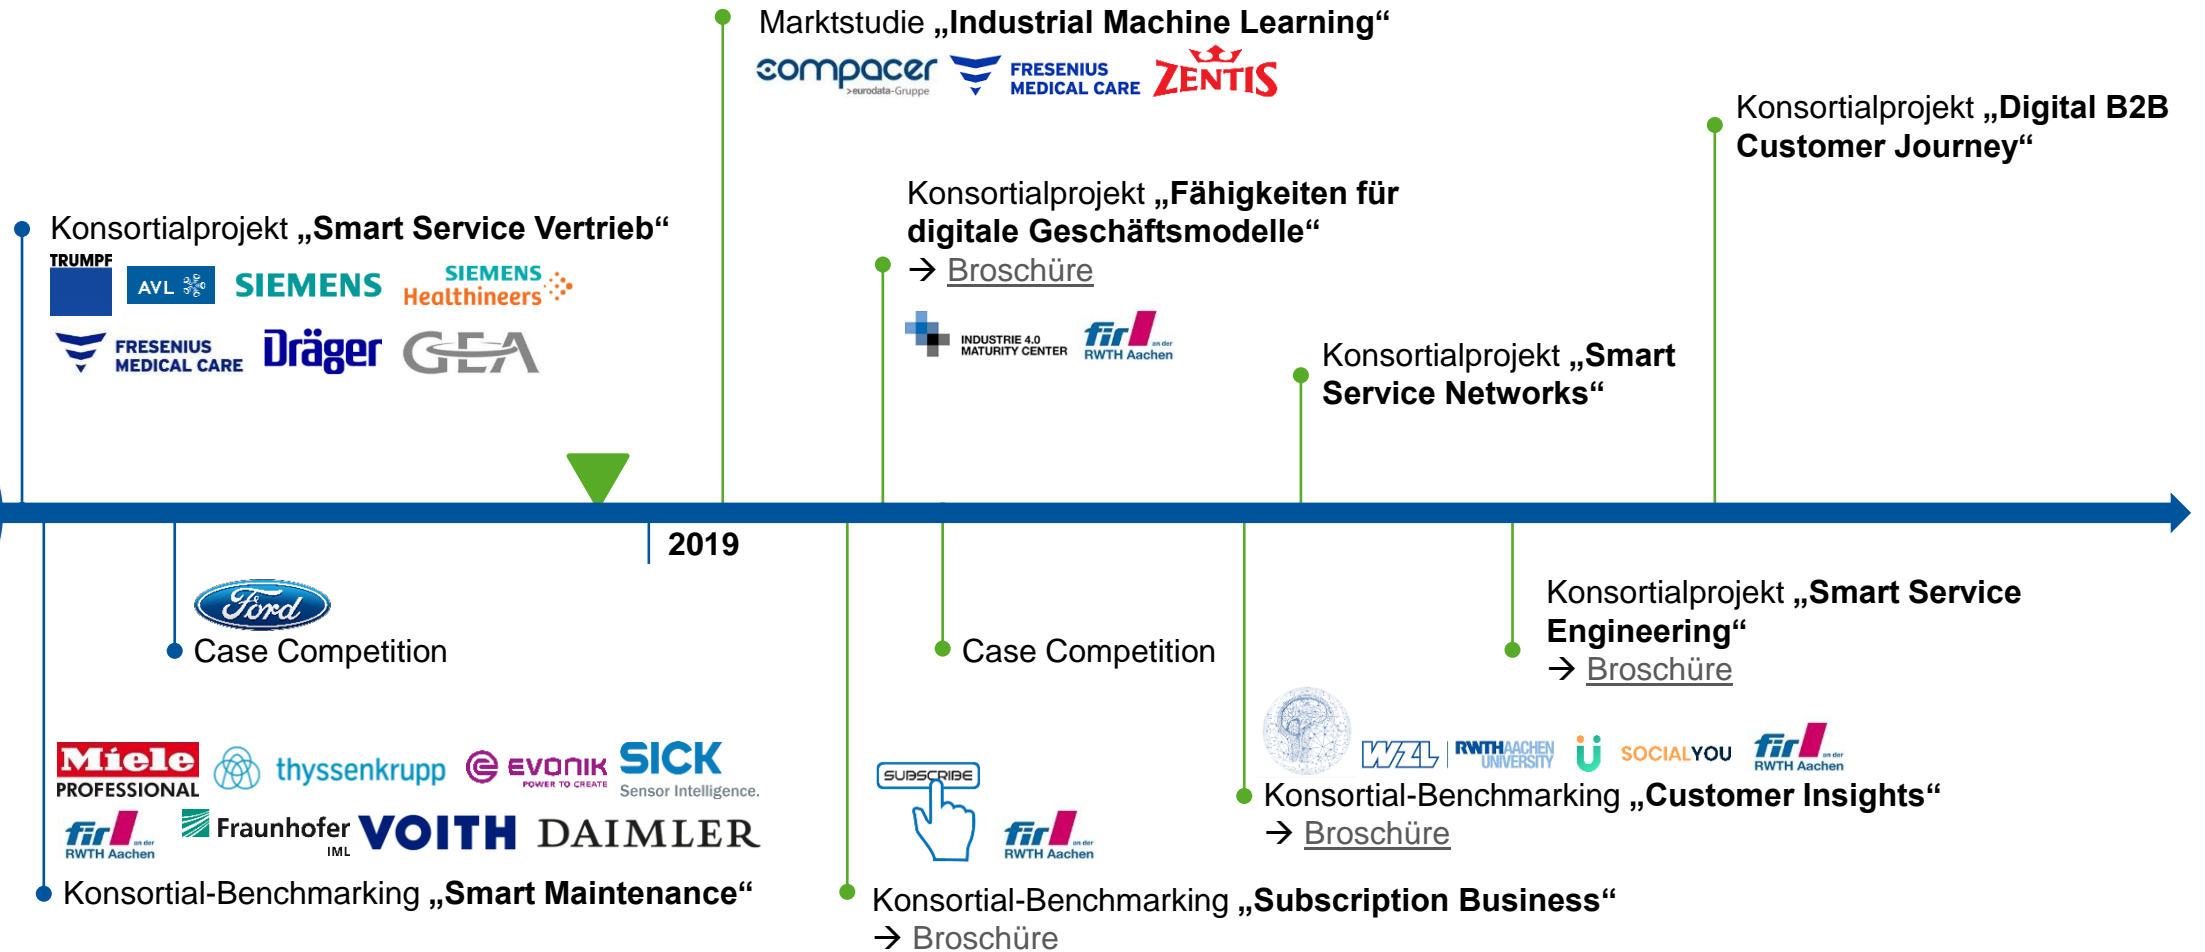 Marktstudie „Industrial Machine Learning“
compacer
>eurodata-Gruppe
FRESENIUS
MEDICAL CARE
ZENTIS
Konsortialprojekt „Digital B2B
Customer Journey“
Konsortialprojekt „Fähigkeiten für
digitale Geschäftsmodelle“
→ Broschüre
INDUSTRIE 4.0
MATURITY CENTER
fir an der
RWTH Aachen
Konsortialprojekt „Smart Service Vertrieb“
TRUMPF
AVL
SIEMENS
SIEMENS
Healthineers
FRESENIUS
MEDICAL CARE
Dräger
GEA
Konsortialprojekt „Smart
Service Networks“
2019
Ford
Case Competition
Case Competition
Konsortialprojekt „Smart Service
Engineering“
→ Broschüre
Miele
PROFESSIONAL
thyssenkrupp
EVONIK
POWER TO CREATE
SICK
Sensor Intelligence.
fir an der
RWTH Aachen
Fraunhofer
IML
VOITH
DAIMLER
Konsortial-Benchmarking „Smart Maintenance“
SUBSCRIBE
fir an der
RWTH Aachen
Konsortial-Benchmarking „Subscription Business“
→ Broschüre
WZL
RWTH AACHEN
UNIVERSITY
SOCIALYOU
fir an der
RWTH Aachen
Konsortial-Benchmarking „Customer Insights“
→ Broschüre